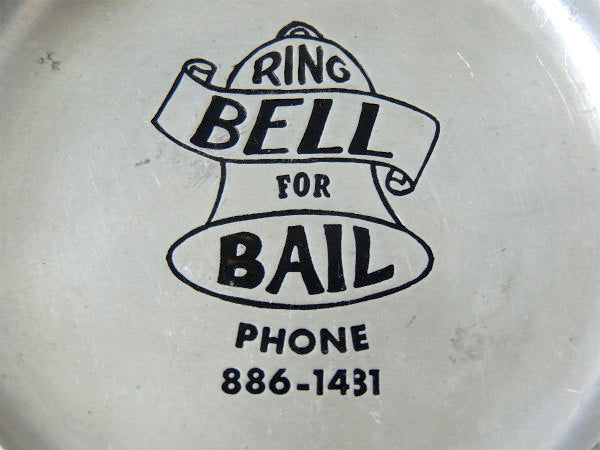 RING
BELL
FOR
BAIL
PHONE
886-1431